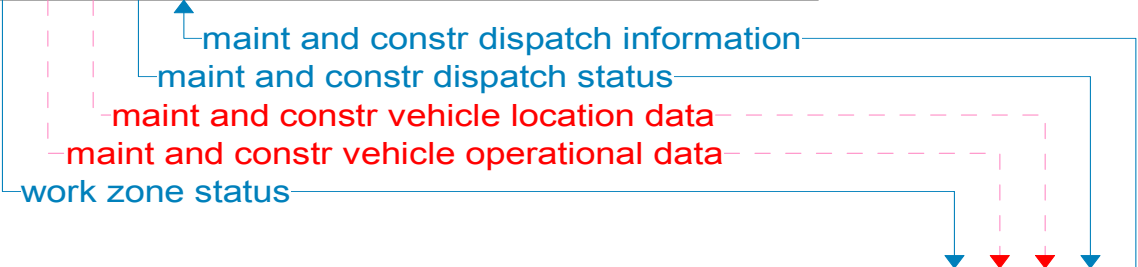 maint and constr dispatch information
maint and constr dispatch status
maint and constr vehicle location data
maint and constr vehicle operational data
work zone status